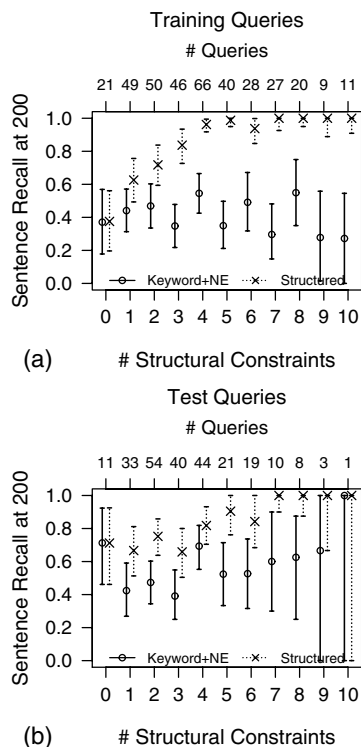 Training Queries
# Queries
21 49 50 46 66 40 28 27 20 9 11
Sentence Recall at 200
1.0
0.8
0.6
0.4
0.2
0.0
Keyword+NE Structured
0 1 2 3 4 5 6 7 8 9 10
(a) # Structural Constraints
Test Queries
# Queries
11 33 54 40 44 21 19 10 8 3 1
Sentence Recall at 200
1.0
0.8
0.6
0.4
0.2
0.0
Keyword+NE Structured
0 1 2 3 4 5 6 7 8 9 10
(b) # Structural Constraints